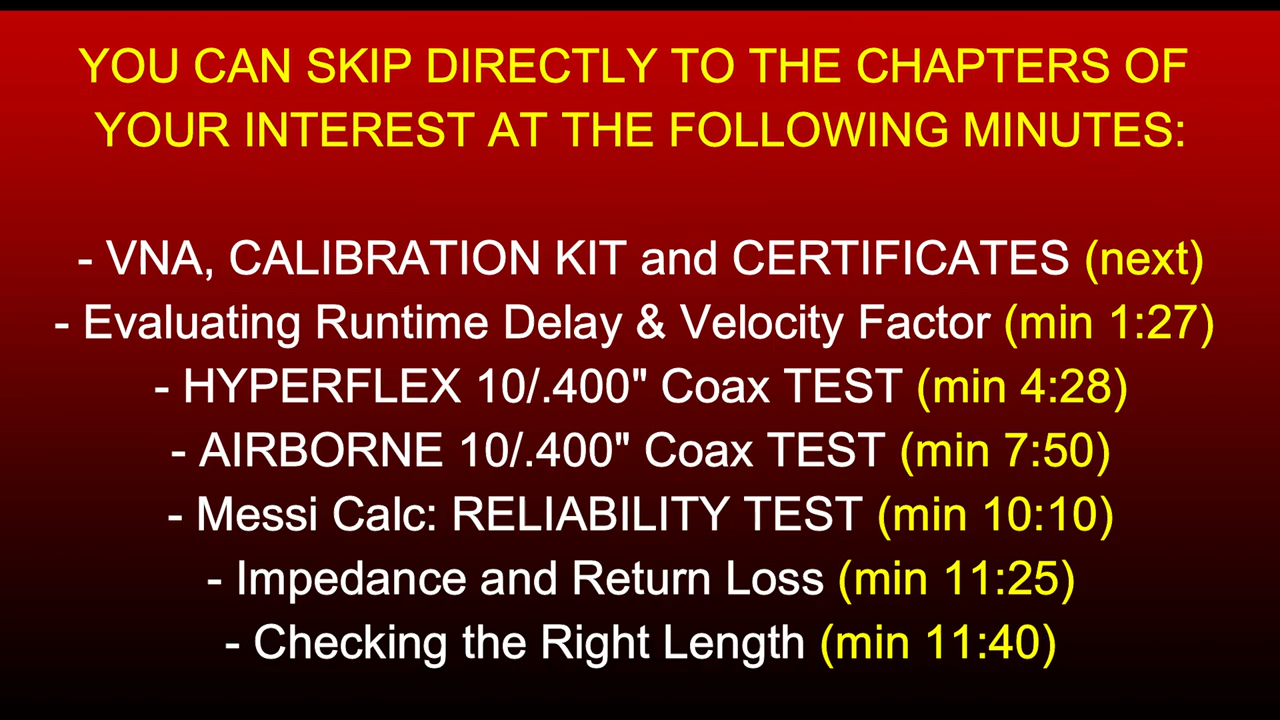 YOU CAN SKIP DIRECTLY TO THE CHAPTERS OF
YOUR INTEREST AT THE FOLLOWING MINUTES:
- VNA, CALIBRATION KIT and CERTIFICATES (next)
- Evaluating Runtime Delay & Velocity Factor (min 1:27)
- HYPERFLEX 10/.400" Coax TEST (min 4:28)
- AIRBORNE 10/.400" Coax TEST (min 7:50)
- Messi Calc: RELIABILITY TEST (min 10:10)
- Impedance and Return Loss (min 11:25)
- Checking the Right Length (min 11:40)